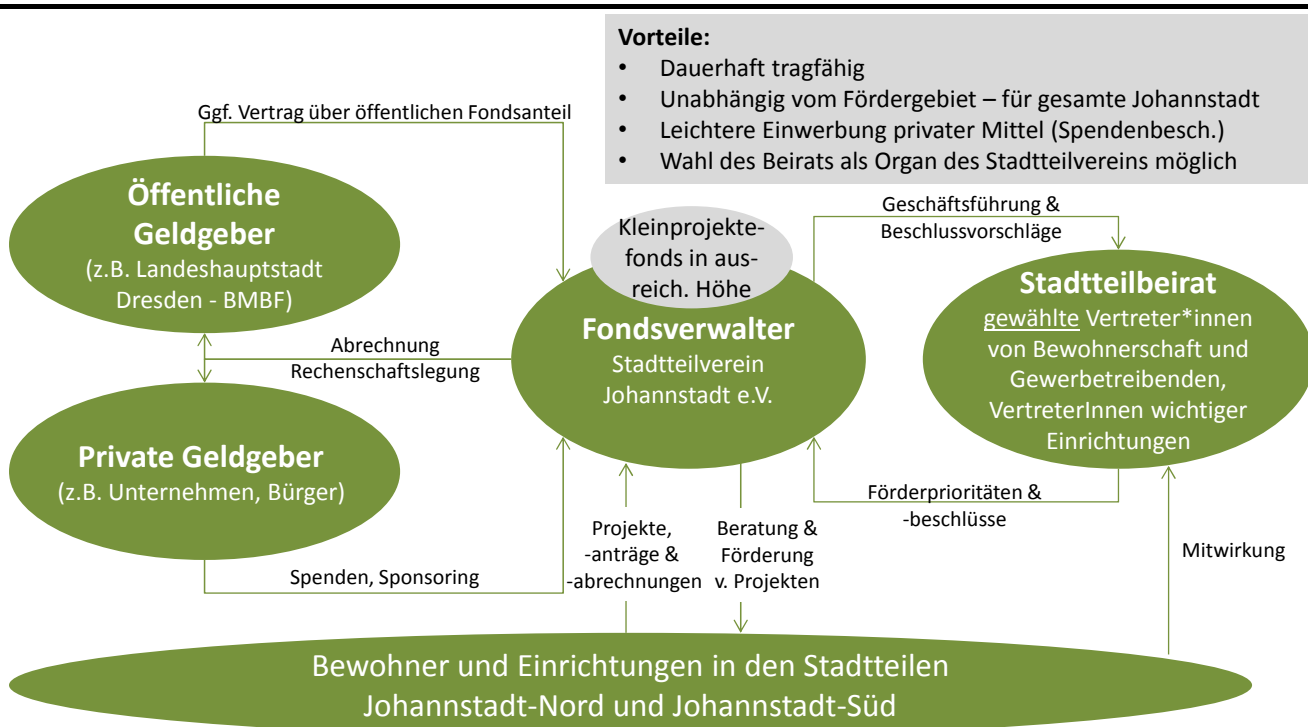 Vorteile:
• Dauerhaft tragfähig
• Unabhängig vom Fördergebiet – für gesamte Johannstadt
• Leichtere Einwerbung privater Mittel (Spendenbesch.)
• Wahl des Beirats als Organ des Stadtteilvereins möglich
Ggf. Vertrag über öffentlichen Fondsanteil
Öffentliche
Geldgeber
(z.B. Landeshauptstadt
Dresden - BMBF)
Kleinprojekte-
fonds in aus-
reich. Höhe
Fondsverwalter
Stadtteilverein
Johannstadt e.V.
Geschäftsführung &
Beschlussvorschläge
Stadtteilbeirat
gewählte Vertreter*innen
von Bewohnerschaft und
Gewerbetreibenden,
VertreterInnen wichtiger
Einrichtungen
Abrechnung
Rechenschaftslegung
Private Geldgeber
(z.B. Unternehmen, Bürger)
Spenden, Sponsoring
Projekte,
-anträge &
-abrechnungen
Beratung &
Förderung
v. Projekten
Förderprioritäten &
-beschlüsse
Mitwirkung
Bewohner und Einrichtungen in den Stadtteilen
Johannstadt-Nord und Johannstadt-Süd